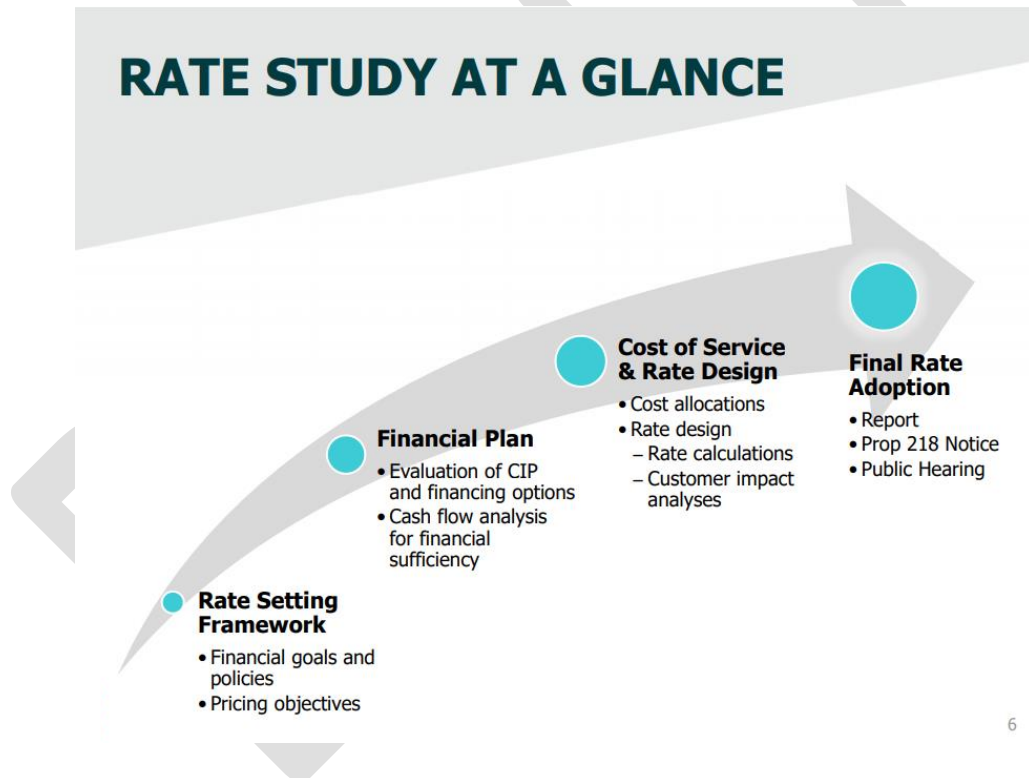 RATE STUDY AT A GLANCE
Rate Setting
Framework
• Financial goals and
policies
• Pricing objectives
Financial Plan
• Evaluation of CIP
and financing options
• Cash flow analysis
for financial
sufficiency
Cost of Service
& Rate Design
• Cost allocations
• Rate design
– Rate calculations
– Customer impact
analyses
Final Rate
Adoption
• Report
• Prop 218 Notice
• Public Hearing
6